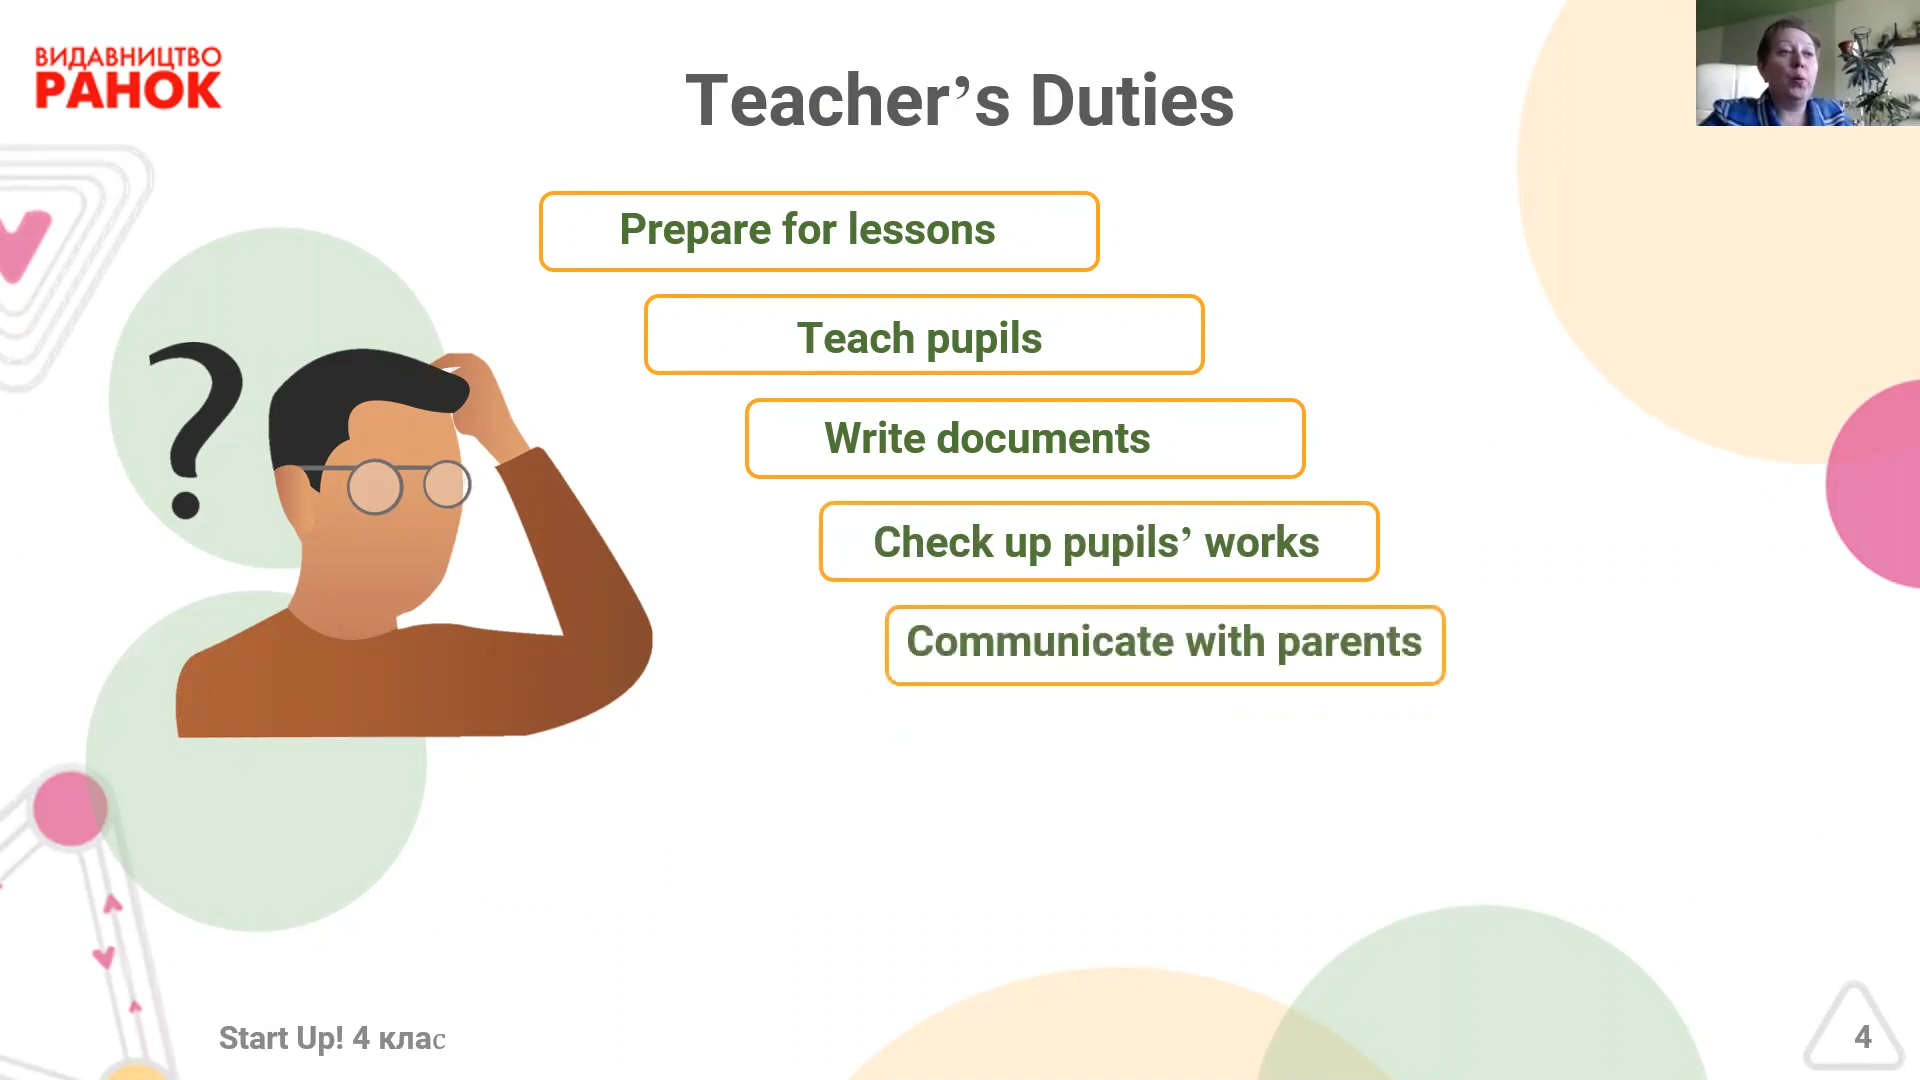 ВИДАВНИЦТВО
РАНОК
Teacher’s Duties
Prepare for lessons
Teach pupils
Write documents
Check up pupils’ works
Communicate with parents
?
Start Up! 4 клас
4